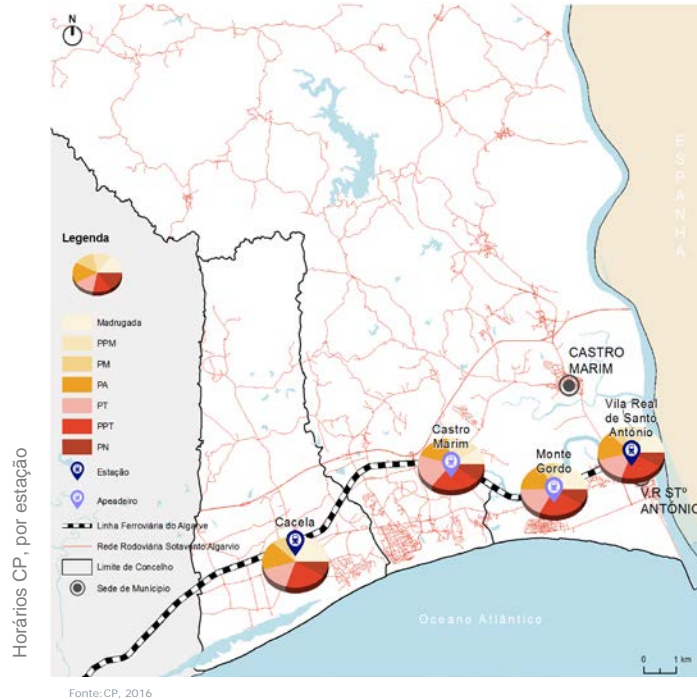 N
ESPANHA
Legenda
Madrugada
PPM
PM
PA
PT
PPT
PN
Estação
Apeadeiro
Linha Ferroviária do Algarve
Rede Rodoviária Sotavento Algarvio
Limite de Concelho
Sede de Município
CASTRO
MARIM
Vila Real
de Santo
António
Castro
Marim
Monte
Gordo
V.R STº
ANTÓNIO
Cacela
Oceano Atlântico
0 1 km
Horários CP, por estação
Fonte:CP, 2016